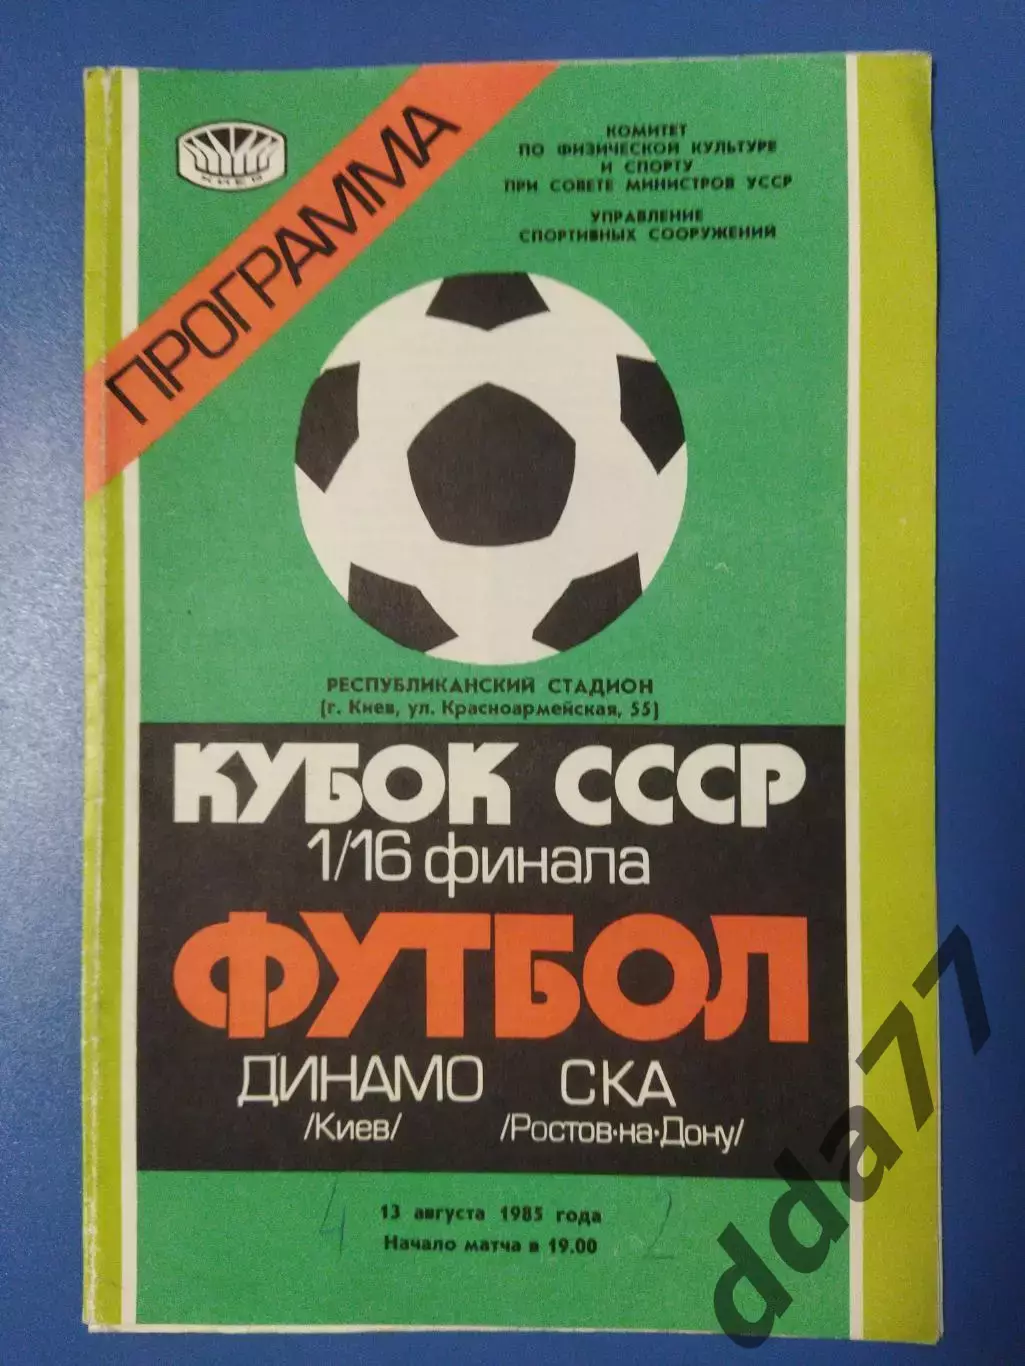 ПРОГРАММА
КИЕВ
КОМИТЕТ
ПО ФИЗИЧЕСКОЙ КУЛЬТУРЕ
И СПОРТУ
ПРИ СОВЕТЕ МИНИСТРОВ УССР
УПРАВЛЕНИЕ
СПОРТИВНЫХ СООРУЖЕНИЙ
РЕСПУБЛИКАНСКИЙ СТАДИОН
(г. Киев, ул. Красноармейская, 55)
КУБОК СССР
1/16 финала
ФУТБОЛ
ДИНАМО СКА
/Киев/ /Ростов-на-Дону/
13 августа 1985 года
4 2
Начало матча в 19.00
dda77